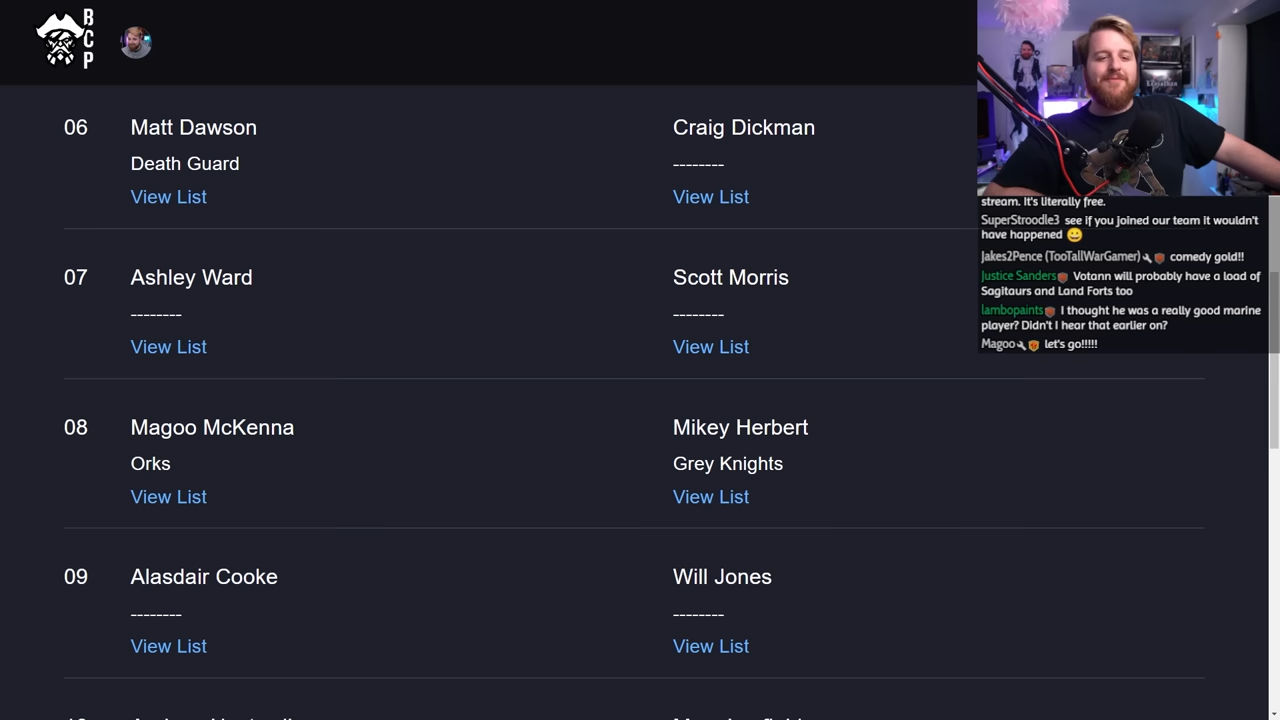 B
C
P
06
Matt Dawson
Craig Dickman
Death Guard
--------
View List
View List
07
Ashley Ward
Scott Morris
--------
--------
View List
View List
08
Magoo McKenna
Mikey Herbert
Orks
Grey Knights
View List
View List
09
Alasdair Cooke
Will Jones
--------
--------
View List
View List
stream. It's literally free.
SuperStroodle3 see if you joined our team it wouldn't
have happened 😀
Jakes2Pence (TooTallWarGamer) comedy gold!!
Justice Sanders Votann will probably have a load of
Sagitaurs and Land Forts too
lambopaints I thought he was a really good marine
player? Didn't I hear that earlier on?
Magoo let's go!!!!!